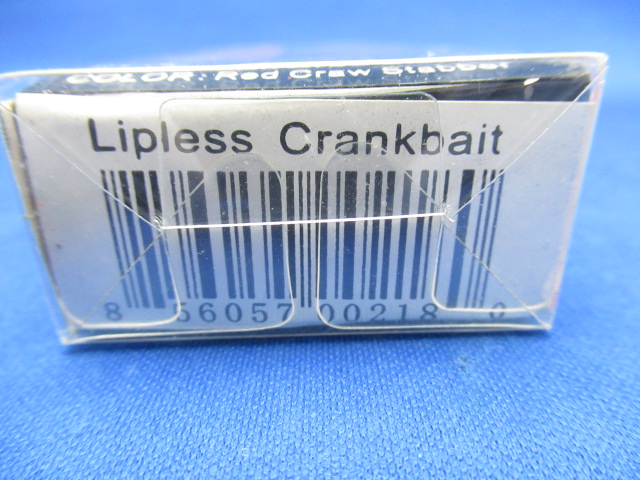 COLOR: Red Craw Stabber
Lipless Crankbait
8 56057 00218 0